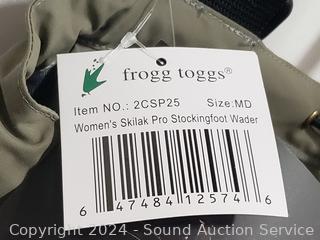 frogg toggs®
ITEM NO.: 2CSP25 Size:MD
Women's Skilak Pro Stockingfoot Wader
6 47484 12574 6
Copyright 2024 - Sound Auction Service